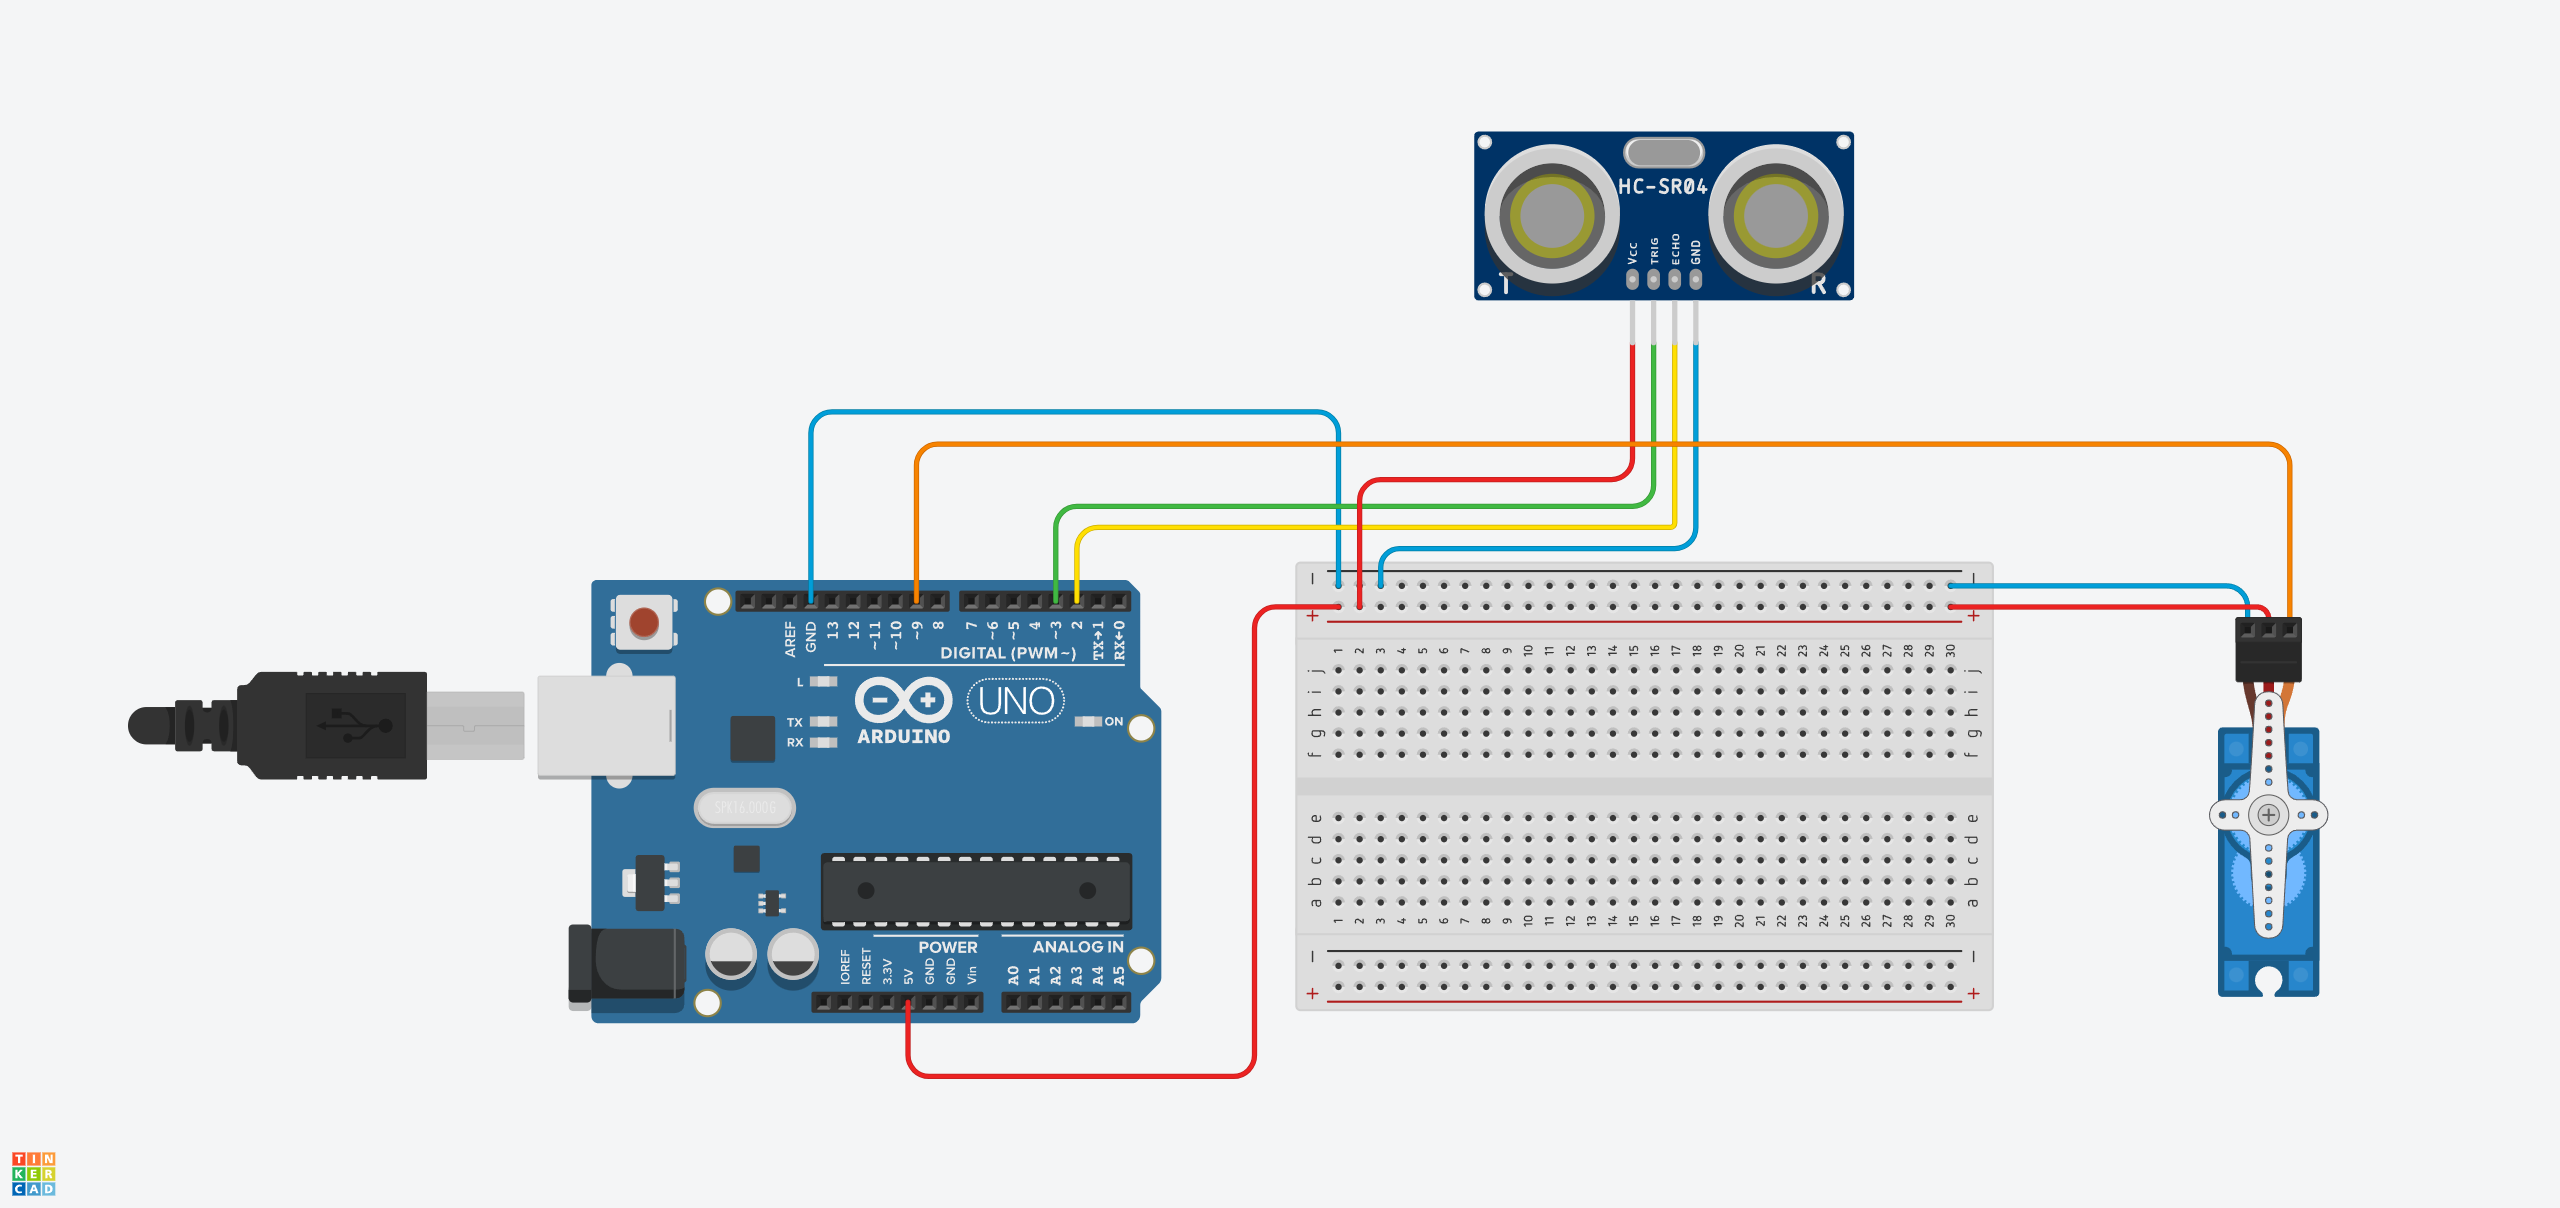 HC-SR04
VCC
TRIG
ECHO
GND
T
R
AREF
GND
13
12
~11
~10
~9
8
7
~6
~5
4
~3
2
TX→1
RX←0
DIGITAL (PWM~)
L
TX
RX
ARDUINO
UNO
ON
SPK16.000G
POWER
ANALOG IN
IOREF
RESET
3.3V
5V
GND
GND
Vin
A0
A1
A2
A3
A4
A5
− −
+ +
1 2 3 4 5 6 7 8 9 10 11 12 13 14 15 16 17 18 19 20 21 22 23 24 25 26 27 28 29 30
j j
i i
h h
g g
f f
e e
d d
c c
b b
a a
1 2 3 4 5 6 7 8 9 10 11 12 13 14 15 16 17 18 19 20 21 22 23 24 25 26 27 28 29 30
− −
+ +
TIN
KER
CAD